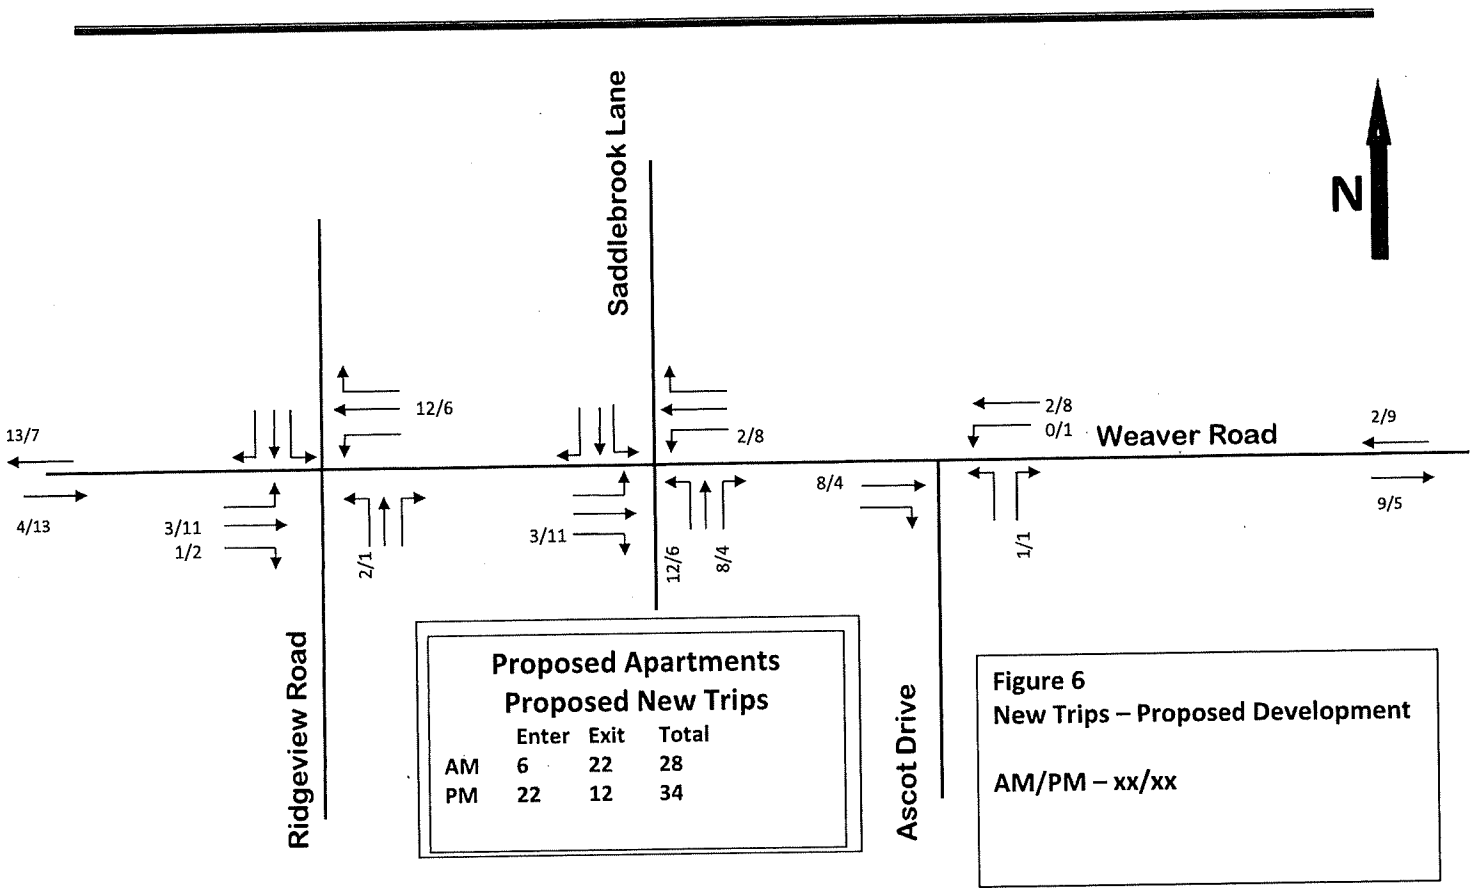 Saddlebrook Lane
N
12/6
13/7
2/8
2/8
0/1
Weaver Road
2/9
4/13
3/11
1/2
2/1
3/11
12/6
8/4
8/4
1/1
9/5
Ridgeview Road
Proposed Apartments
Proposed New Trips
Enter Exit Total
AM 6 22 28
PM 22 12 34
Ascot Drive
Figure 6
New Trips – Proposed Development
AM/PM – xx/xx